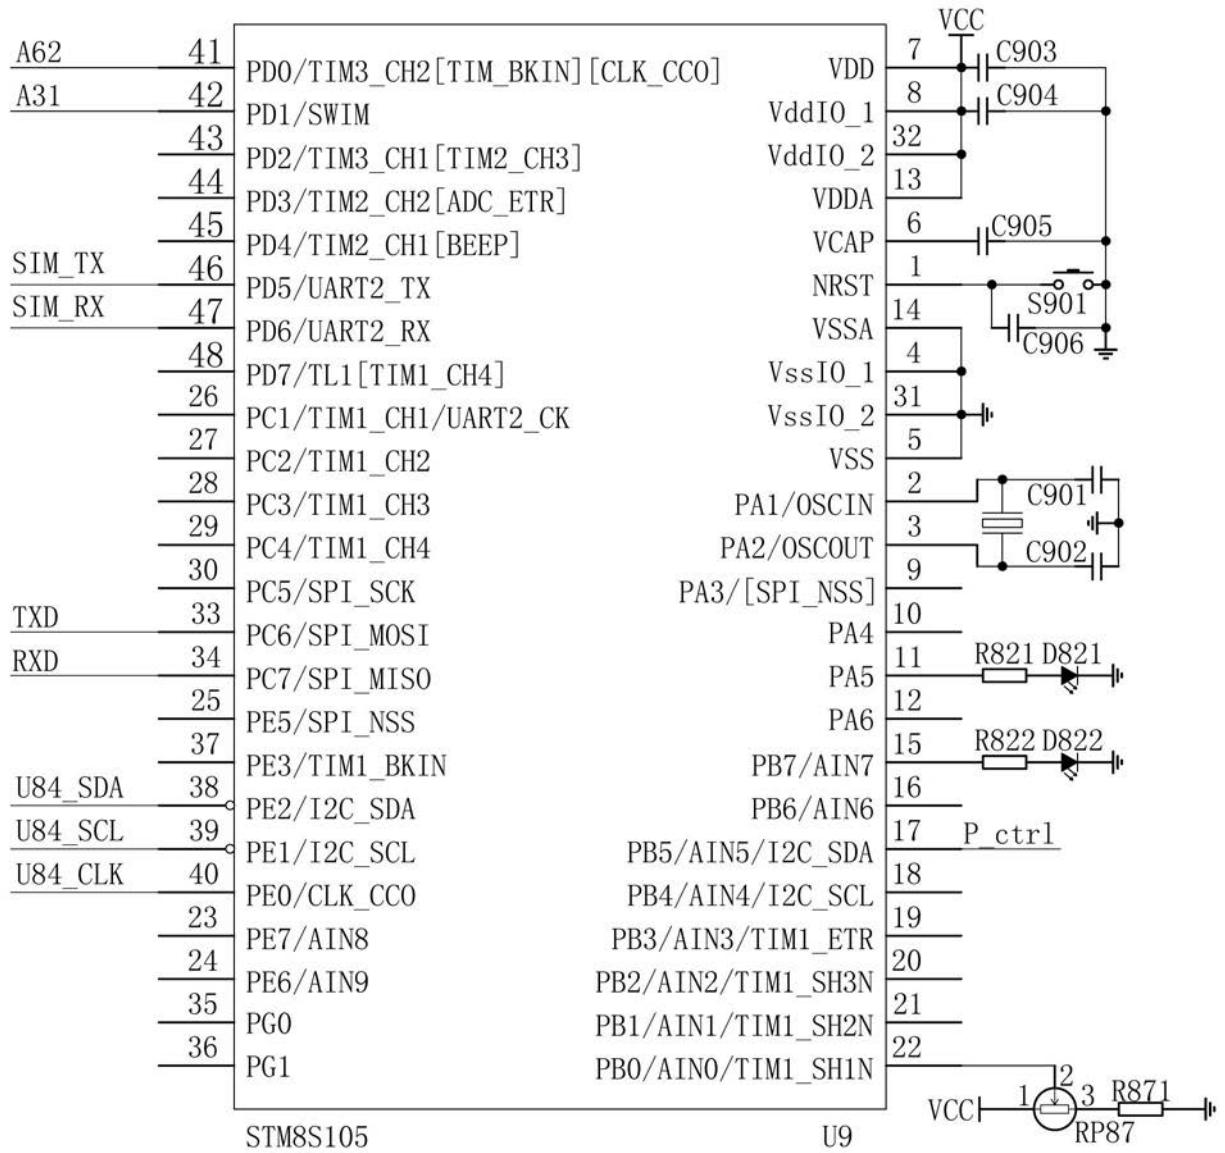 VCC
A62 41 PD0/TIM3_CH2[TIM_BKIN][CLK_CCO] VDD 7 C903
A31 42 PD1/SWIM VddIO_1 8 C904
43 PD2/TIM3_CH1[TIM2_CH3] VddIO_2 32
44 PD3/TIM2_CH2[ADC_ETR] VDDA 13
45 PD4/TIM2_CH1[BEEP] VCAP 6 C905
SIM_TX 46 PD5/UART2_TX NRST 1 S901
SIM_RX 47 PD6/UART2_RX VSSA 14 C906
48 PD7/TL1[TIM1_CH4] VssIO_1 4
26 PC1/TIM1_CH1/UART2_CK VssIO_2 31
27 PC2/TIM1_CH2 VSS 5
28 PC3/TIM1_CH3 PA1/OSCIN 2 C901
29 PC4/TIM1_CH4 PA2/OSCOUT 3 C902
30 PC5/SPI_SCK PA3/[SPI_NSS] 9
TXD 33 PC6/SPI_MOSI PA4 10
RXD 34 PC7/SPI_MISO PA5 11 R821 D821
25 PE5/SPI_NSS PA6 12
37 PE3/TIM1_BKIN PB7/AIN7 15 R822 D822
U84_SDA 38 PE2/I2C_SDA PB6/AIN6 16
U84_SCL 39 PE1/I2C_SCL PB5/AIN5/I2C_SDA 17 P_ctrl
U84_CLK 40 PE0/CLK_CCO PB4/AIN4/I2C_SCL 18
23 PE7/AIN8 PB3/AIN3/TIM1_ETR 19
24 PE6/AIN9 PB2/AIN2/TIM1_SH3N 20
35 PG0 PB1/AIN1/TIM1_SH2N 21
36 PG1 PB0/AIN0/TIM1_SH1N 22
2
VCC 1 3 R871
RP87
STM8S105 U9